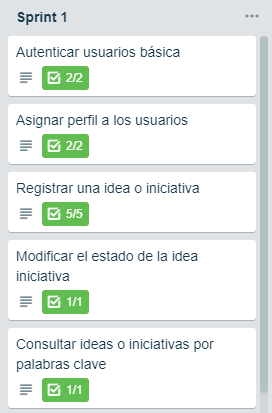 Sprint 1
Autenticar usuarios básica
2/2
Asignar perfil a los usuarios
2/2
Registrar una idea o iniciativa
5/5
Modificar el estado de la idea
iniciativa
1/1
Consultar ideas o iniciativas por
palabras clave
1/1